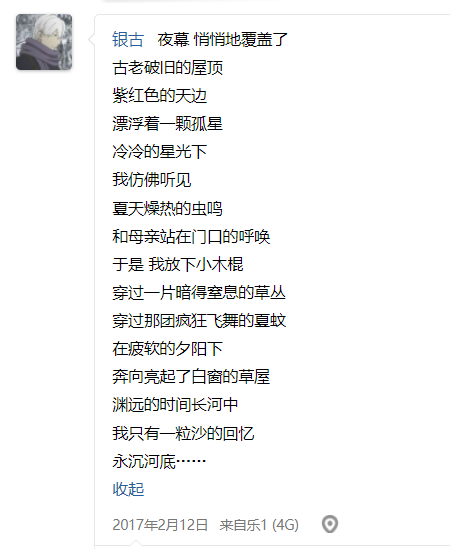 银古 夜幕 悄悄地覆盖了
古老破旧的屋顶
紫红色的天边
漂浮着一颗孤星
冷冷的星光下
我仿佛听见
夏天燥热的虫鸣
和母亲站在门口的呼唤
于是 我放下小木棍
穿过一片暗得窒息的草丛
穿过那团疯狂飞舞的夏蚊
在疲软的夕阳下
奔向亮起了白窗的草屋
渊远的时间长河中
我只有一粒沙的回忆
永沉河底……
收起
2017年2月12日 来自乐1 (4G)